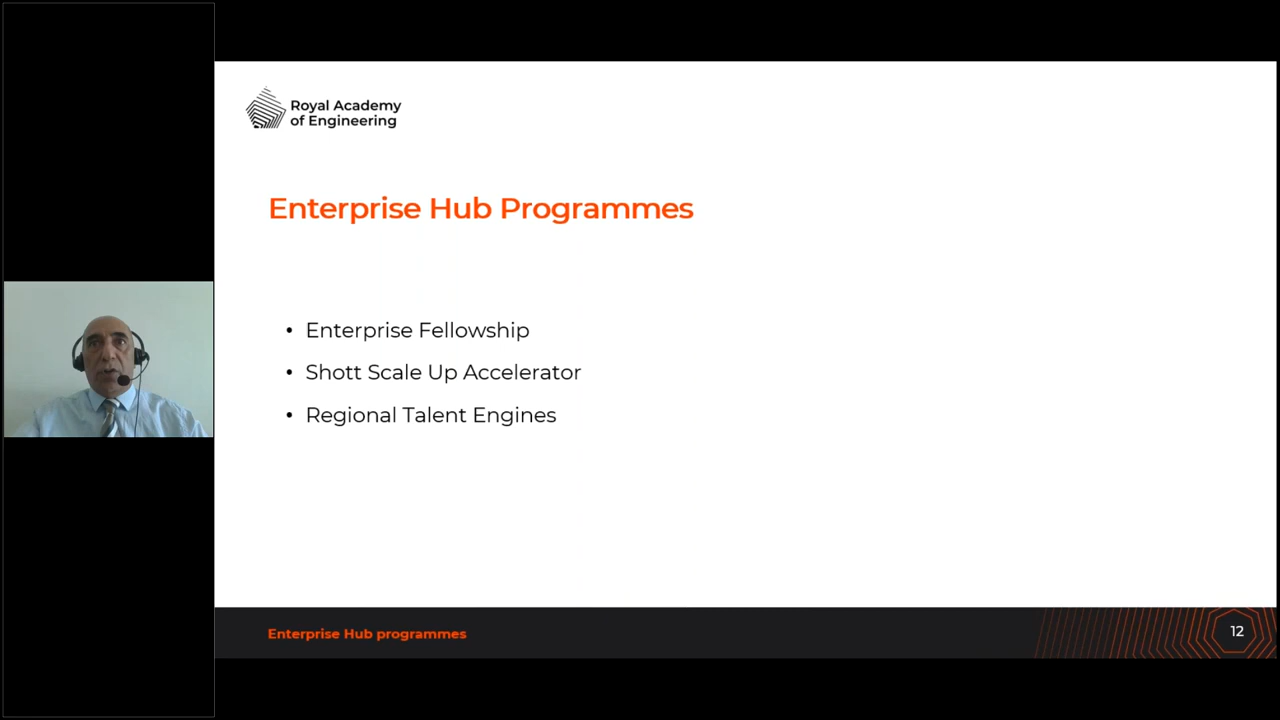 Royal Academy
of Engineering
Enterprise Hub Programmes
• Enterprise Fellowship
• Shott Scale Up Accelerator
• Regional Talent Engines
Enterprise Hub programmes
12